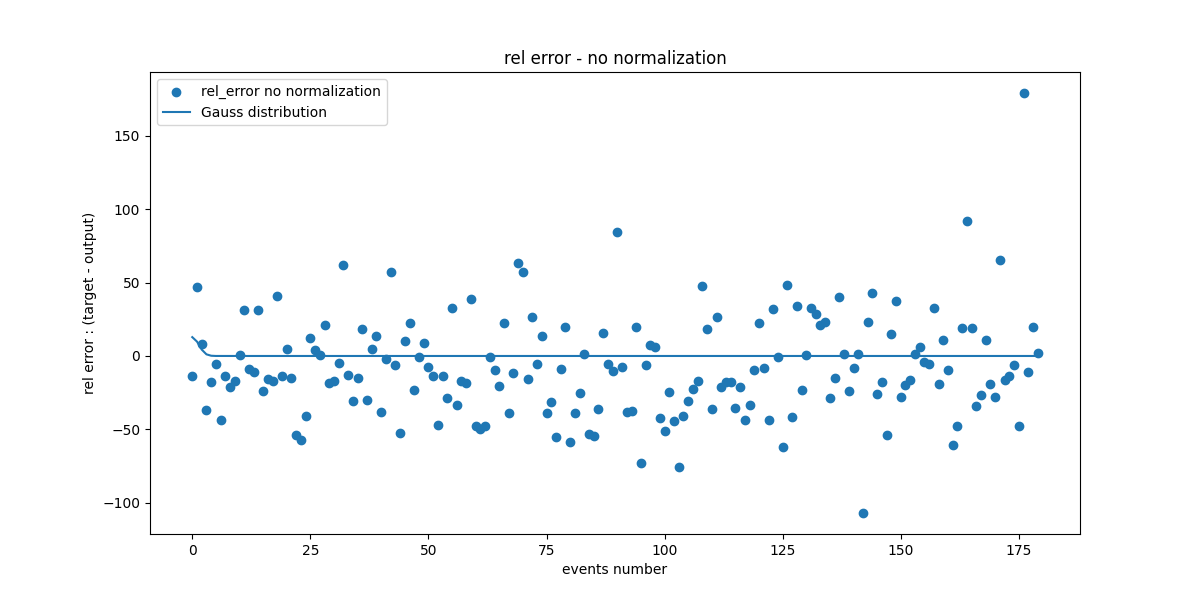 rel error - no normalization
rel_error no normalization
Gauss distribution
rel error : (target - output)
150
100
50
0
−50
−100
0 25 50 75 100 125 150 175
events number